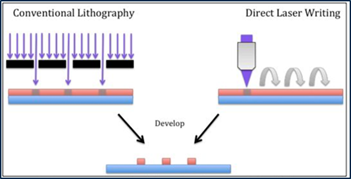 Conventional Lithography
Direct Laser Writing
Develop